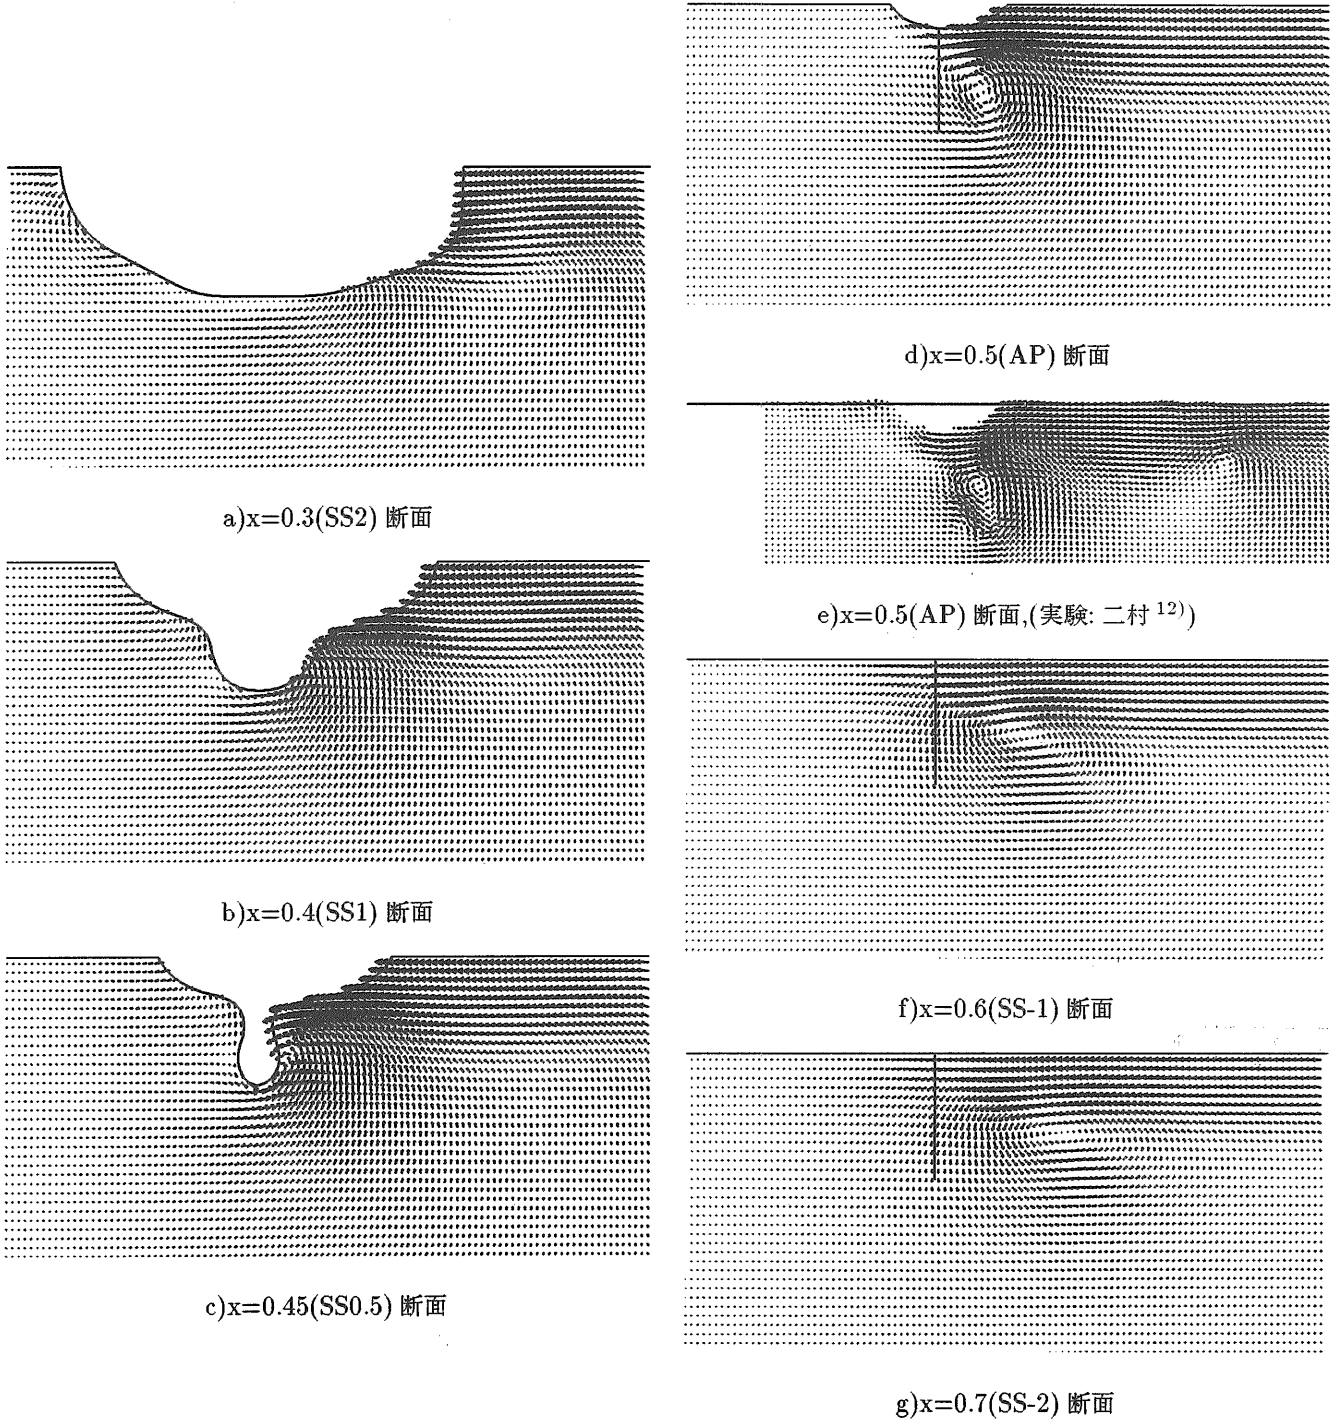 a)x=0.3(SS2) 断面
b)x=0.4(SS1) 断面
c)x=0.45(SS0.5) 断面
d)x=0.5(AP) 断面
e)x=0.5(AP) 断面,(実験: 二村 12))
f)x=0.6(SS-1) 断面
g)x=0.7(SS-2) 断面